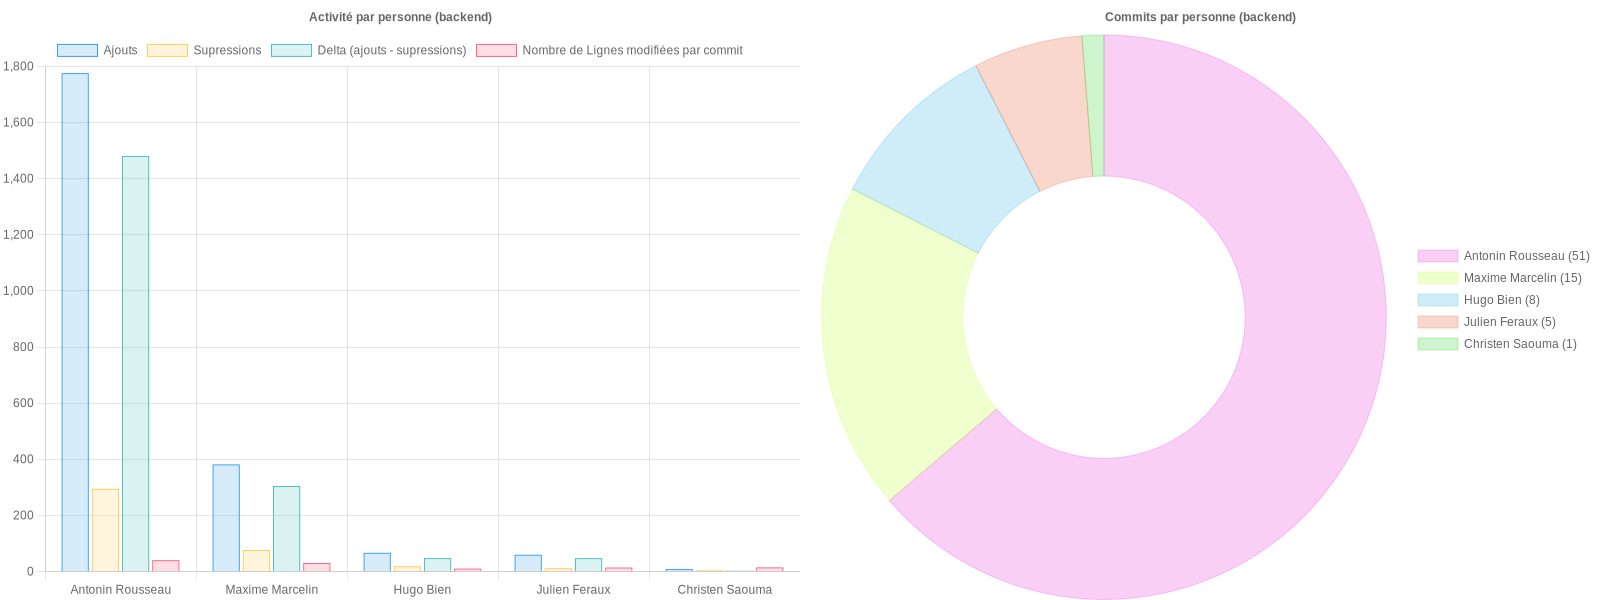 Activité par personne (backend)
Ajouts
Supressions
Delta (ajouts - supressions)
Nombre de Lignes modifiées par commit
1,800
1,600
1,400
1,200
1,000
800
600
400
200
0
Antonin Rousseau
Maxime Marcelin
Hugo Bien
Julien Feraux
Christen Saouma
Commits par personne (backend)
Antonin Rousseau (51)
Maxime Marcelin (15)
Hugo Bien (8)
Julien Feraux (5)
Christen Saouma (1)